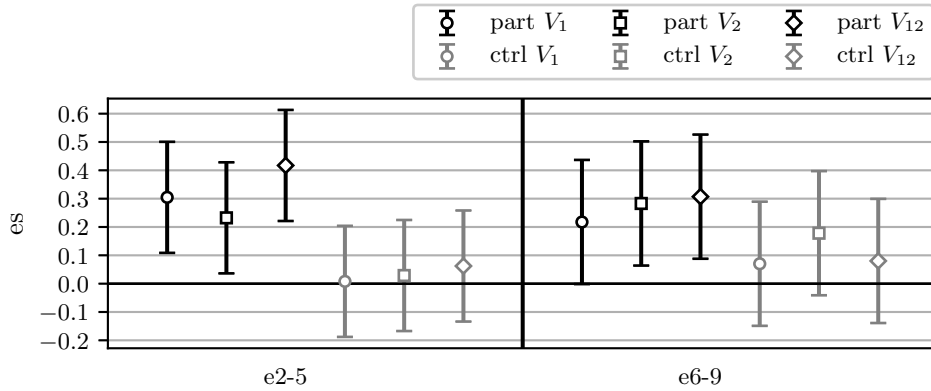 part V₁ part V₂ part V₁₂
ctrl V₁ ctrl V₂ ctrl V₁₂
0.6
0.5
0.4
0.3
es
0.2
0.1
0.0
−0.1
−0.2
e2-5 e6-9